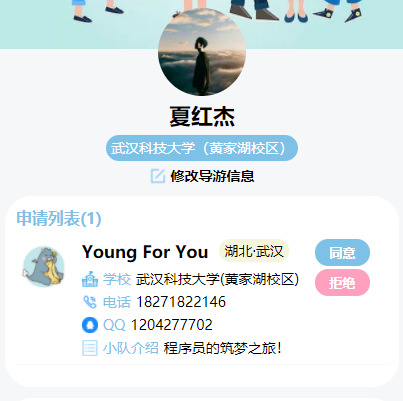 夏红杰
武汉科技大学（黄家湖校区）
修改导游信息
申请列表(1)
Young For You 湖北·武汉 同意
学校 武汉科技大学(黄家湖校区) 拒绝
电话 18271822146
QQ 1204277702
小队介绍 程序员的筑梦之旅！